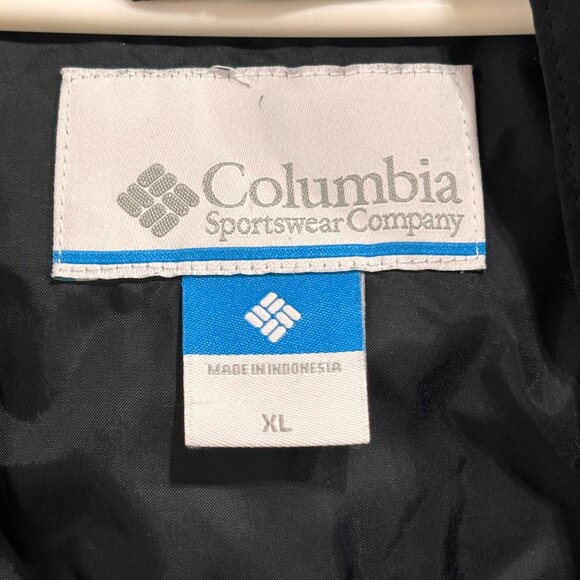 Columbia
Sportswear Company
MADE IN INDONESIA
XL